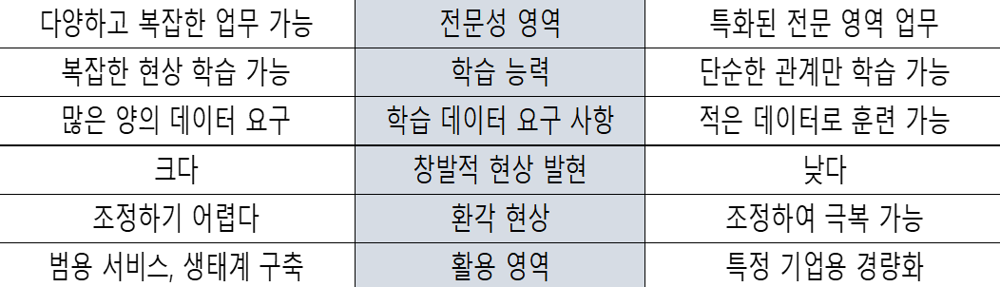 다양하고 복잡한 업무 가능 전문성 영역 특화된 전문 영역 업무
복잡한 현상 학습 가능 학습 능력 단순한 관계만 학습 가능
많은 양의 데이터 요구 학습 데이터 요구 사항 적은 데이터로 훈련 가능
크다 창발적 현상 발현 낮다
조정하기 어렵다 환각 현상 조정하여 극복 가능
범용 서비스, 생태계 구축 활용 영역 특정 기업용 경량화